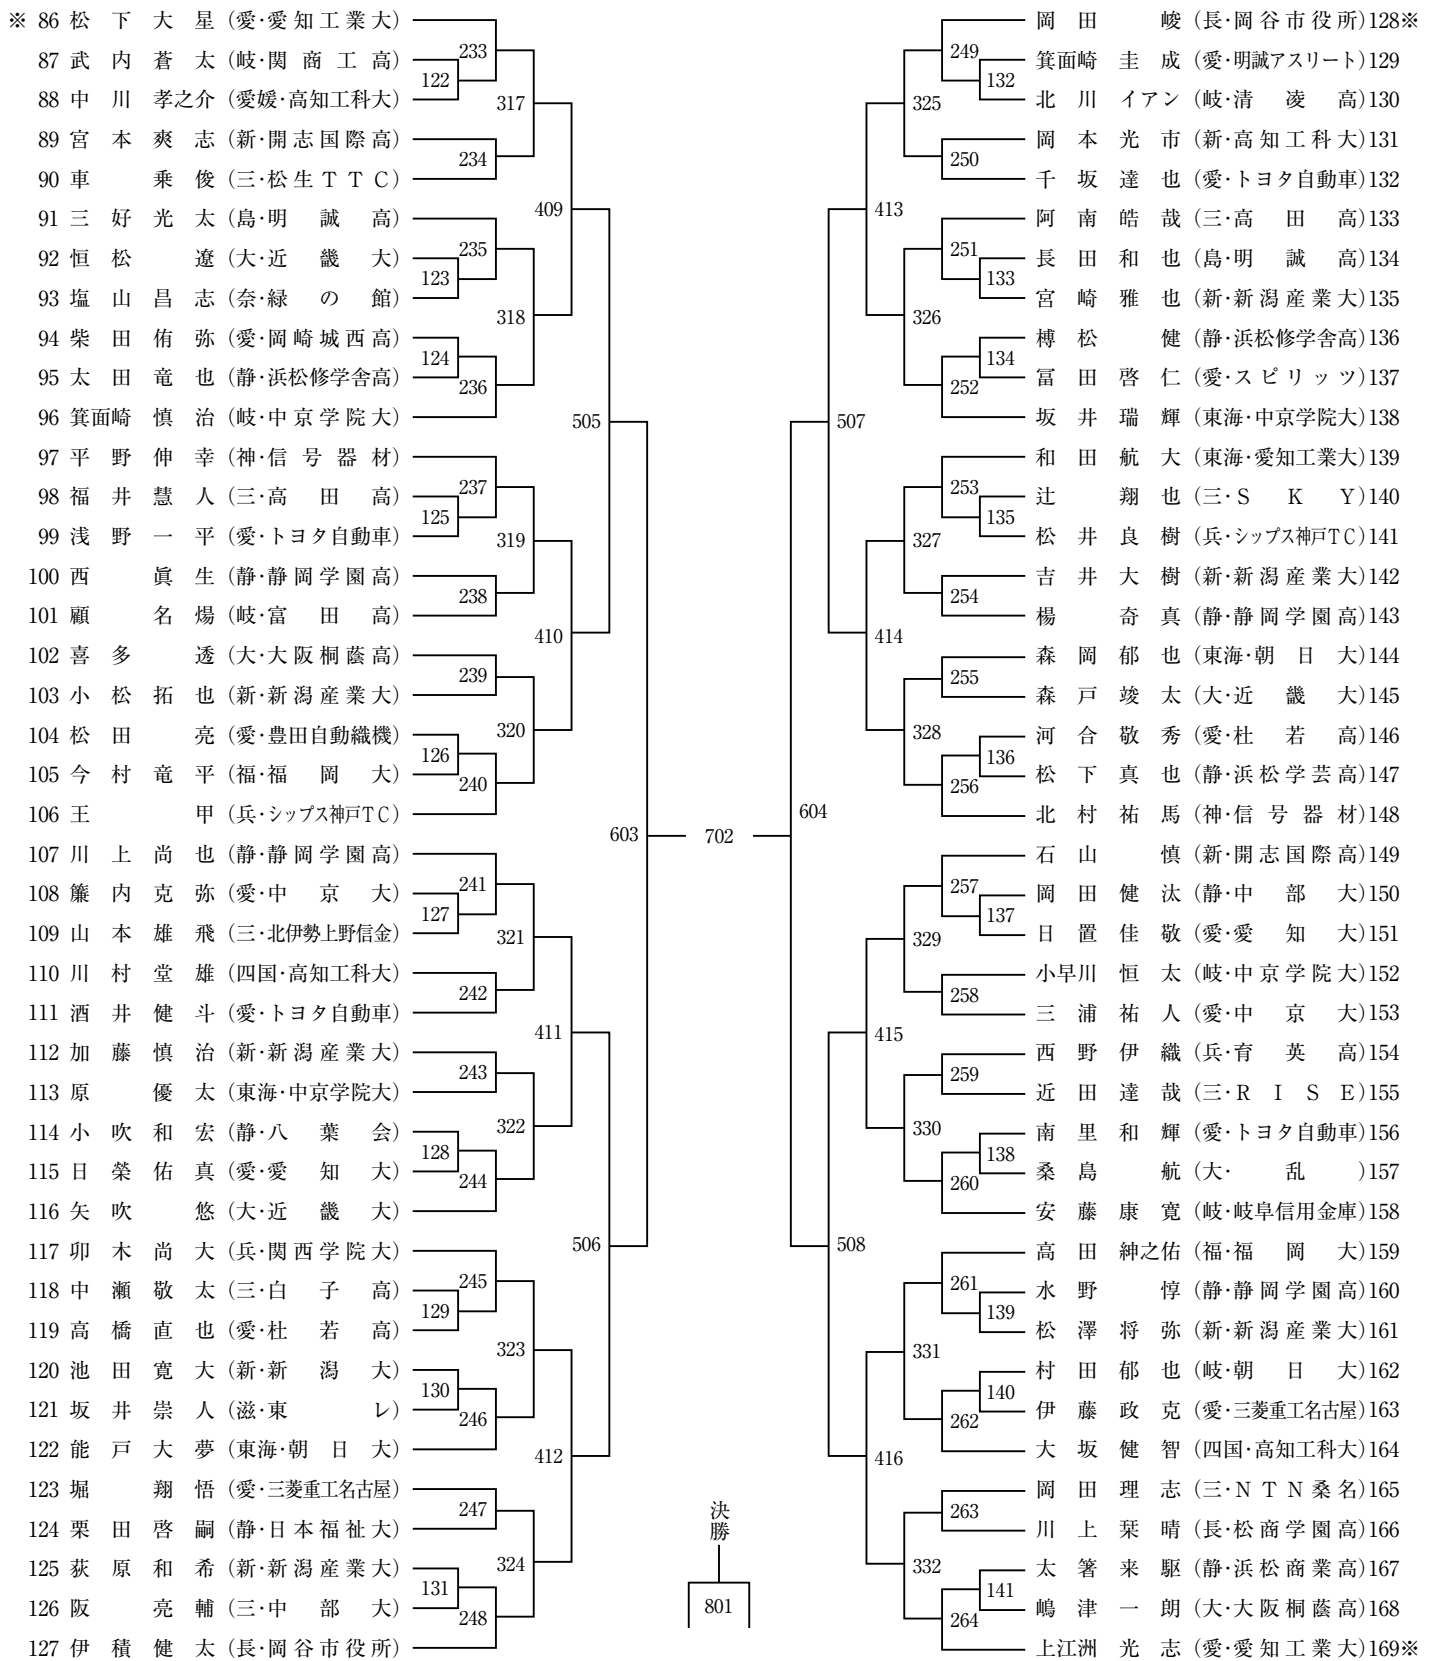 ※ 86 松下大星 (愛・愛知工業大)
87 武内蒼太 (岐・関商工高)
88 中川孝之介 (愛媛・高知工科大)
89 宮本爽志 (新・開志国際高)
90 車乗俊 (三・松生TTC)
91 三好光太 (島・明誠高)
92 恒松遼 (大・近畿大)
93 塩山昌志 (奈・緑の館)
94 柴田侑弥 (愛・岡崎城西高)
95 太田竜也 (静・浜松修学舎高)
96 箕面崎慎治 (岐・中京学院大)
97 平野伸幸 (神・信号器材)
98 福井慧人 (三・高田高)
99 浅野一平 (愛・トヨタ自動車)
100 西眞生 (静・静岡学園高)
101 顧名煬 (岐・富田高)
102 喜多透 (大・大阪桐蔭高)
103 小松拓也 (新・新潟産業大)
104 松田亮 (愛・豊田自動織機)
105 今村竜平 (福・福岡大)
106 王甲 (兵・シップス神戸TC)
107 川上尚也 (静・静岡学園高)
108 簾内克弥 (愛・中京大)
109 山本雄飛 (三・北伊勢上野信金)
110 川村堂雄 (四国・高知工科大)
111 酒井健斗 (愛・トヨタ自動車)
112 加藤慎治 (新・新潟産業大)
113 原優太 (東海・中京学院大)
114 小吹和宏 (静・八葉会)
115 日榮佑真 (愛・愛知大)
116 矢吹悠 (大・近畿大)
117 卯木尚大 (兵・関西学院大)
118 中瀬敬太 (三・白子高)
119 高橋直也 (愛・杜若高)
120 池田寛大 (新・新潟大)
121 坂井崇人 (滋・東レ)
122 能戸大夢 (東海・朝日大)
123 堀翔悟 (愛・三菱重工名古屋)
124 栗田啓嗣 (静・日本福祉大)
125 荻原和希 (新・新潟産業大)
126 阪亮輔 (三・中部大)
127 伊積健太 (長・岡谷市役所)
122
123
124
125
126
127
128
129
130
131
233
234
235
236
237
238
239
240
241
242
243
244
245
246
247
248
317
318
319
320
321
322
323
324
409
410
411
412
505
506
603
702
決勝
801
604
507
508
413
414
415
416
325
326
327
328
329
330
331
332
249
250
251
252
253
254
255
256
257
258
259
260
261
262
263
264
132
133
134
135
136
137
138
139
140
141
岡田峻 (長・岡谷市役所)128※
箕面崎圭成 (愛・明誠アスリート)129
北川イアン (岐・清凌高)130
岡本光市 (新・高知工科大)131
千坂達也 (愛・トヨタ自動車)132
阿南皓哉 (三・高田高)133
長田和也 (島・明誠高)134
宮崎雅也 (新・新潟産業大)135
榑松健 (静・浜松修学舎高)136
冨田啓仁 (愛・スピリッツ)137
坂井瑞輝 (東海・中京学院大)138
和田航大 (東海・愛知工業大)139
辻翔也 (三・SKY)140
松井良樹 (兵・シップス神戸TC)141
吉井大樹 (新・新潟産業大)142
楊奇真 (静・静岡学園高)143
森岡郁也 (東海・朝日大)144
森戸竣太 (大・近畿大)145
河合敬秀 (愛・杜若高)146
松下真也 (静・浜松学芸高)147
北村祐馬 (神・信号器材)148
石山慎 (新・開志国際高)149
岡田健汰 (静・中部大)150
日置佳敬 (愛・愛知大)151
小早川恒太 (岐・中京学院大)152
三浦祐人 (愛・中京大)153
西野伊織 (兵・育英高)154
近田達哉 (三・RISE)155
南里和輝 (愛・トヨタ自動車)156
桑島航 (大・乱)157
安藤康寛 (岐・岐阜信用金庫)158
高田紳之佑 (福・福岡大)159
水野惇 (静・静岡学園高)160
松澤将弥 (新・新潟産業大)161
村田郁也 (岐・朝日大)162
伊藤政克 (愛・三菱重工名古屋)163
大坂健智 (四国・高知工科大)164
岡田理志 (三・NTN桑名)165
川上栞晴 (長・松商学園高)166
太箸来駆 (静・浜松商業高)167
嶋津一朗 (大・大阪桐蔭高)168
上江洲光志 (愛・愛知工業大)169※